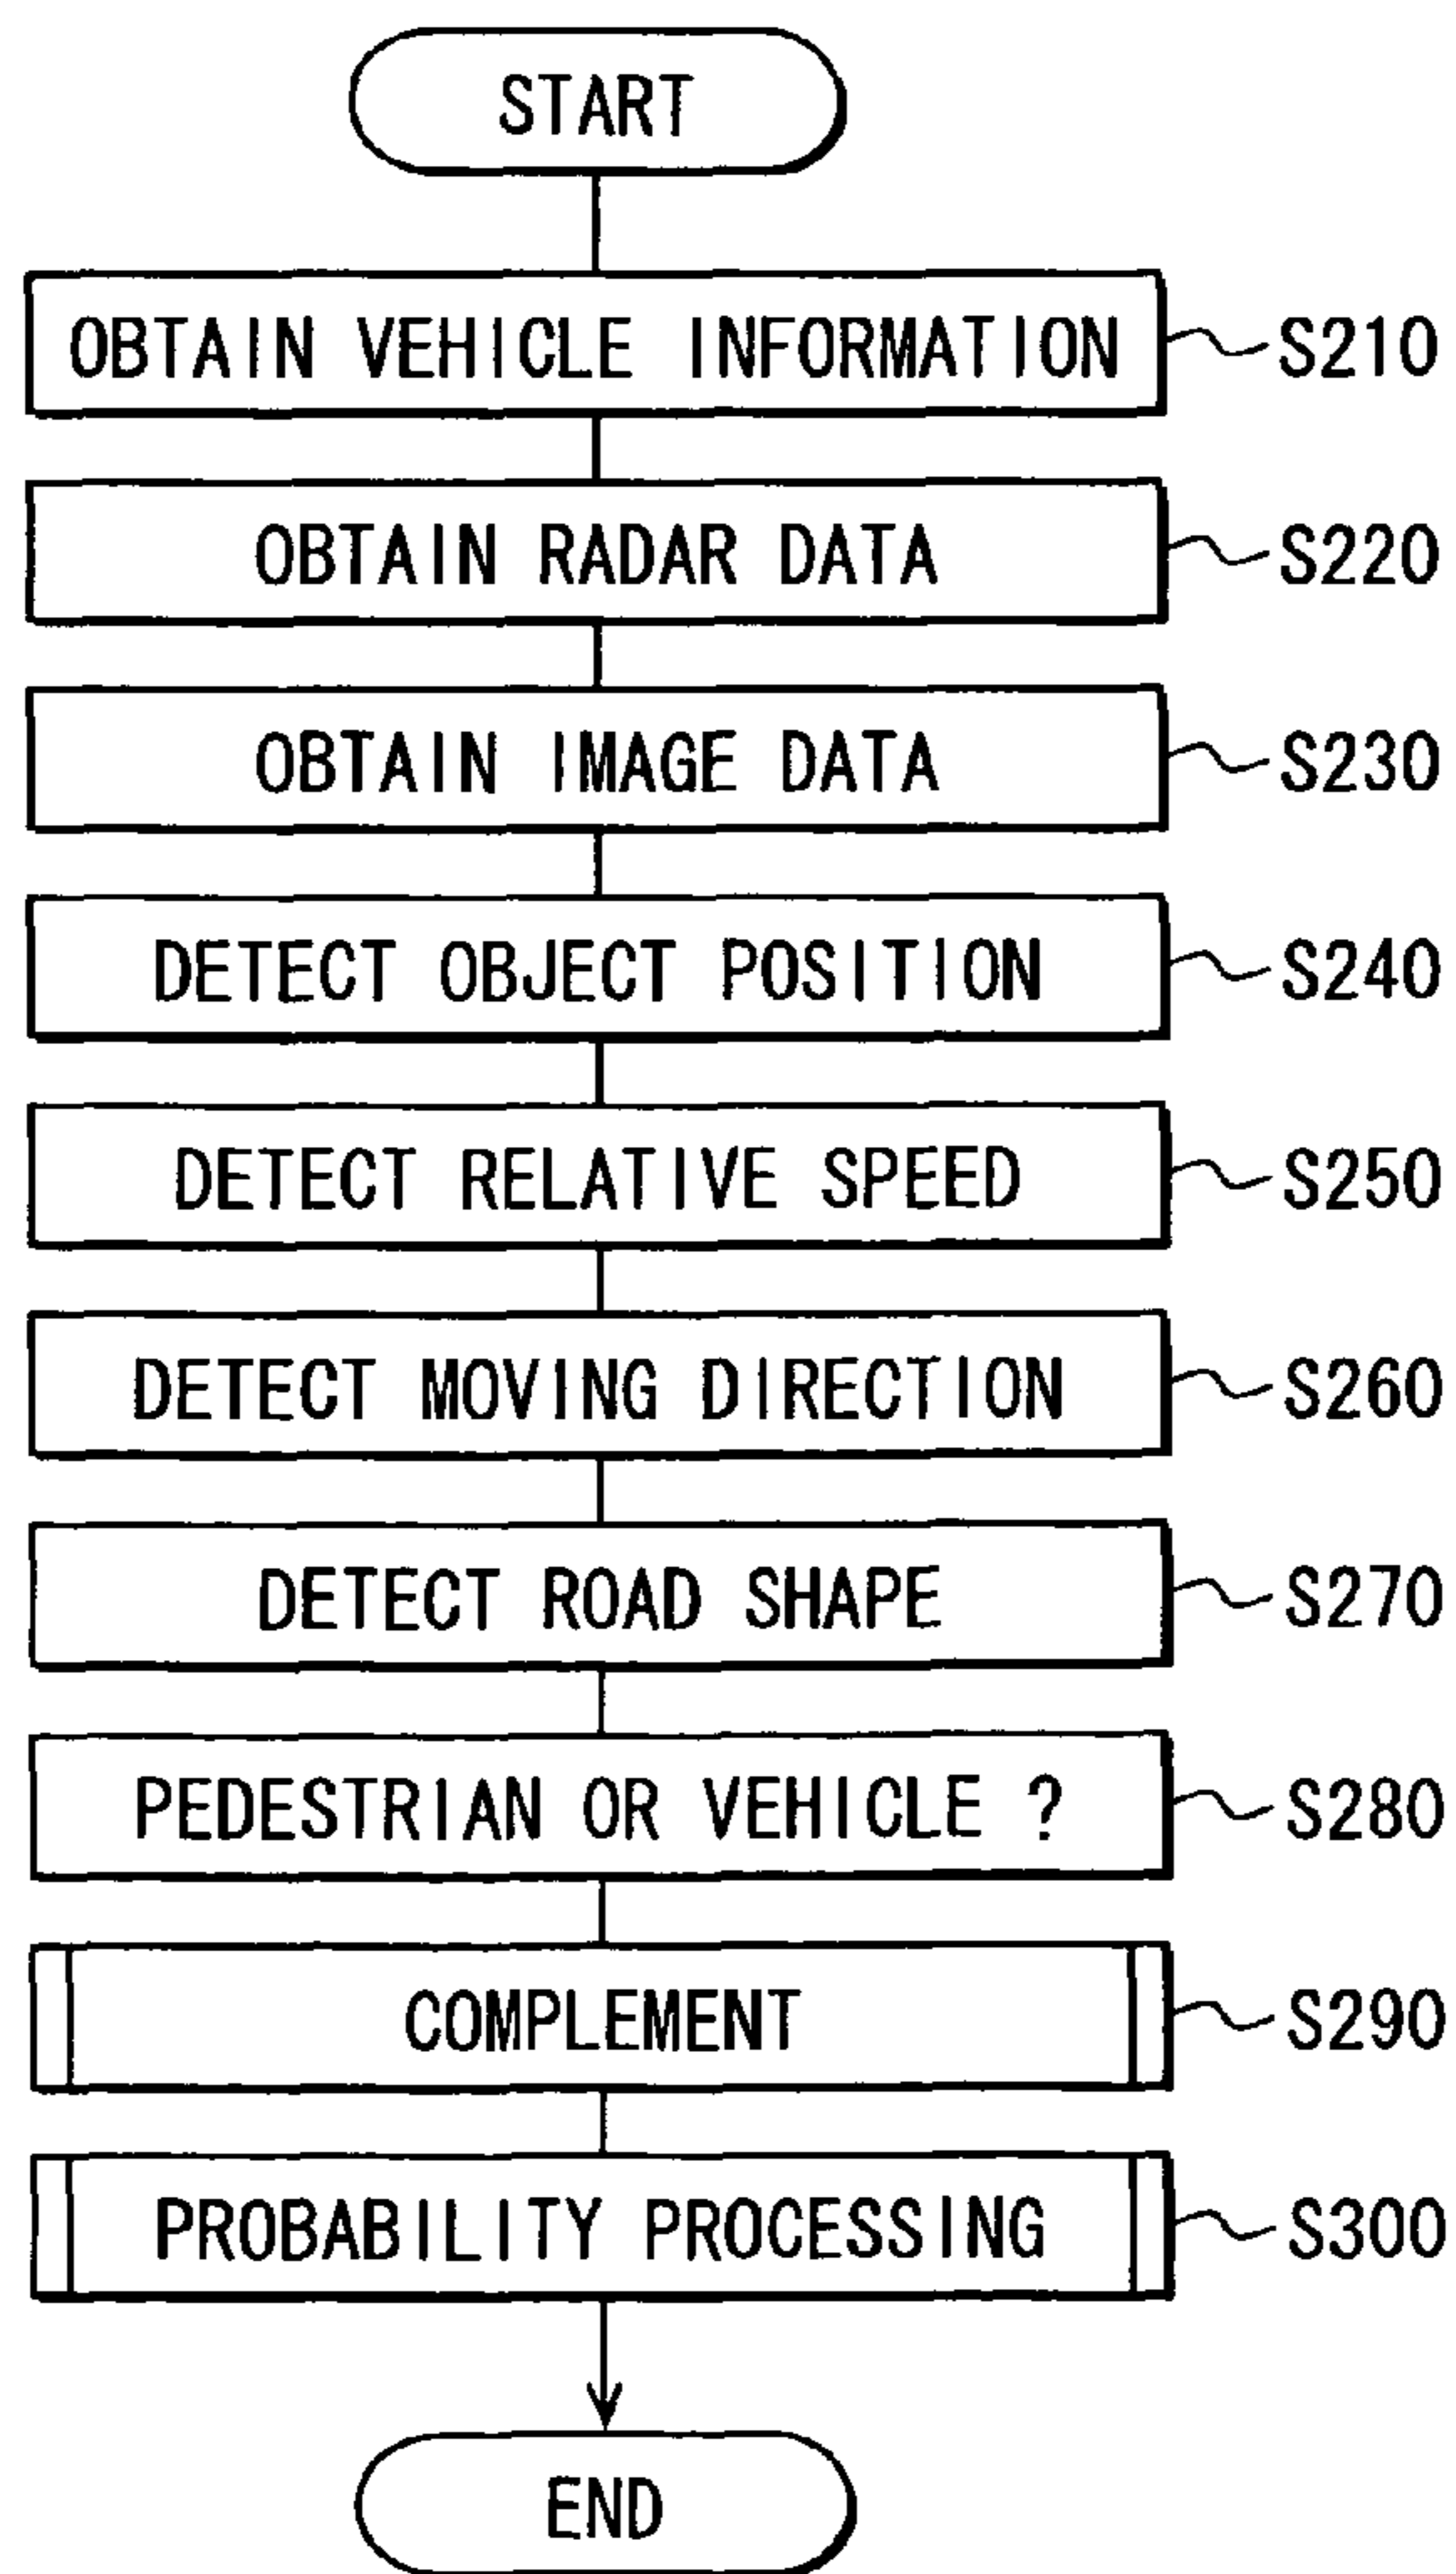 START
OBTAIN VEHICLE INFORMATION S210
OBTAIN RADAR DATA S220
OBTAIN IMAGE DATA S230
DETECT OBJECT POSITION S240
DETECT RELATIVE SPEED S250
DETECT MOVING DIRECTION S260
DETECT ROAD SHAPE S270
PEDESTRIAN OR VEHICLE ? S280
COMPLEMENT S290
PROBABILITY PROCESSING S300
END